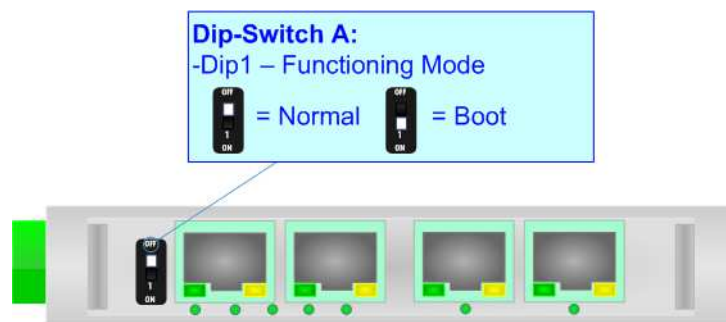 Dip-Switch A:
-Dip1 – Functioning Mode
OFF
1
ON
= Normal
OFF
1
ON
= Boot
OFF
1
ON